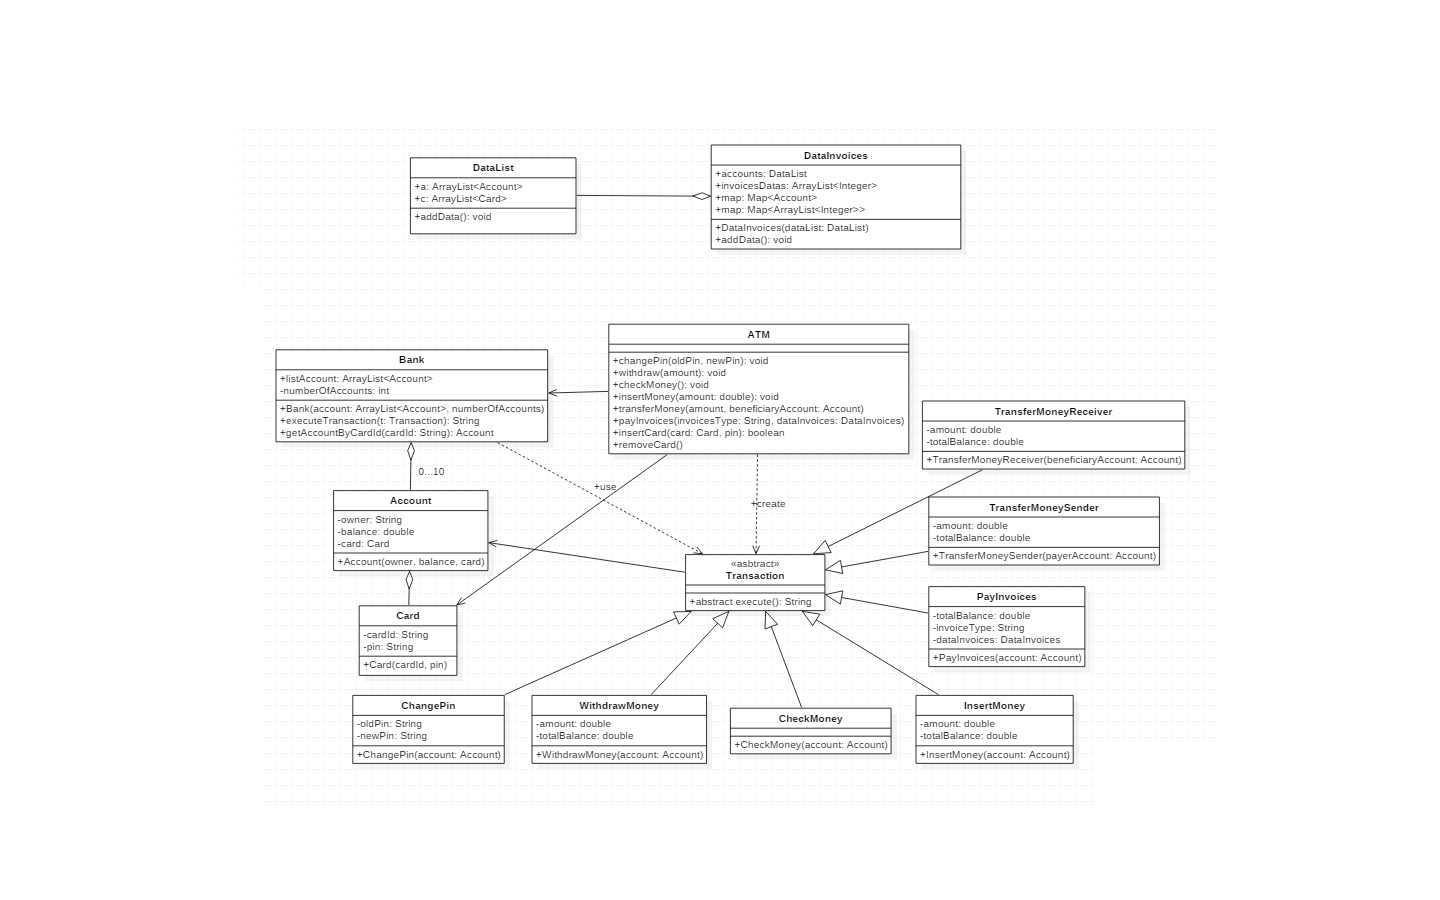 DataList
+a: ArrayList<Account>
+c: ArrayList<Card>
+addData(): void
DataInvoices
+accounts: DataList
+invoicesDatas: ArrayList<Integer>
+map: Map<Account>
+map: Map<ArrayList<Integer>>
+DataInvoices(dataList: DataList)
+addData(): void
ATM
+changePin(oldPin, newPin): void
+withdraw(amount): void
+checkMoney(): void
+insertMoney(amount: double): void
+transferMoney(amount, beneficiaryAccount: Account)
+payInvoices(invoicesType: String, dataInvoices: DataInvoices)
+insertCard(card: Card, pin): boolean
+removeCard()
Bank
+listAccount: ArrayList<Account>
-numberOfAccounts: int
+Bank(account: ArrayList<Account>, numberOfAccounts)
+executeTransaction(t: Transaction): String
+getAccountByCardId(cardId: String): Account
TransferMoneyReceiver
-amount: double
-totalBalance: double
+TransferMoneyReceiver(beneficiaryAccount: Account)
0...10
+use
+create
Account
-owner: String
-balance: double
-card: Card
+Account(owner, balance, card)
TransferMoneySender
-amount: double
-totalBalance: double
+TransferMoneySender(payerAccount: Account)
«asbtract»
Transaction
+abstract execute(): String
PayInvoices
-totalBalance: double
-invoiceType: String
-dataInvoices: DataInvoices
+PayInvoices(account: Account)
Card
-cardId: String
-pin: String
+Card(cardId, pin)
ChangePin
-oldPin: String
-newPin: String
+ChangePin(account: Account)
WithdrawMoney
-amount: double
-totalBalance: double
+WithdrawMoney(account: Account)
CheckMoney
+CheckMoney(account: Account)
InsertMoney
-amount: double
-totalBalance: double
+InsertMoney(account: Account)